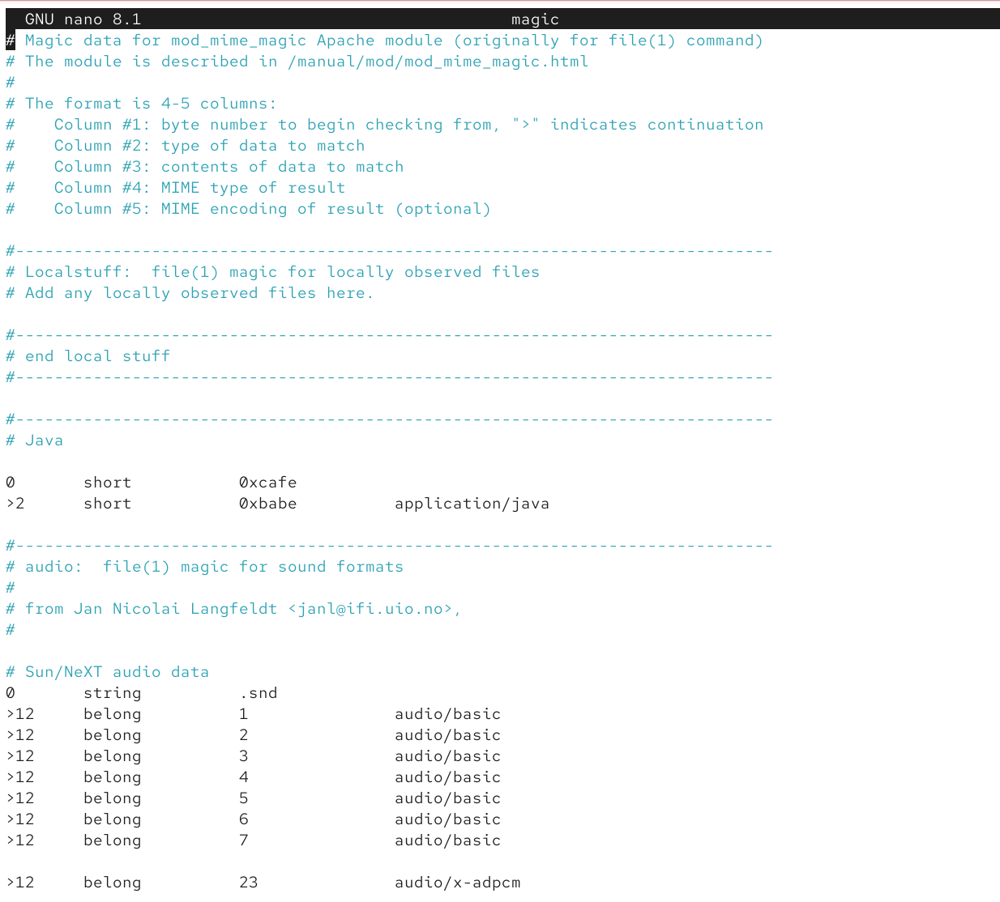 GNU nano 8.1 magic
# Magic data for mod_mime_magic Apache module (originally for file(1) command)
# The module is described in /manual/mod/mod_mime_magic.html
#
# The format is 4-5 columns:
#    Column #1: byte number to begin checking from, ">" indicates continuation
#    Column #2: type of data to match
#    Column #3: contents of data to match
#    Column #4: MIME type of result
#    Column #5: MIME encoding of result (optional)

#------------------------------------------------------------------------------
# Localstuff:  file(1) magic for locally observed files
# Add any locally observed files here.

#------------------------------------------------------------------------------
# end local stuff
#------------------------------------------------------------------------------

#------------------------------------------------------------------------------
# Java

0       short           0xcafe
>2      short           0xbabe          application/java

#------------------------------------------------------------------------------
# audio:  file(1) magic for sound formats
#
# from Jan Nicolai Langfeldt <janl@ifi.uio.no>,
#

# Sun/NeXT audio data
0       string          .snd
>12     belong          1               audio/basic
>12     belong          2               audio/basic
>12     belong          3               audio/basic
>12     belong          4               audio/basic
>12     belong          5               audio/basic
>12     belong          6               audio/basic
>12     belong          7               audio/basic

>12     belong          23              audio/x-adpcm